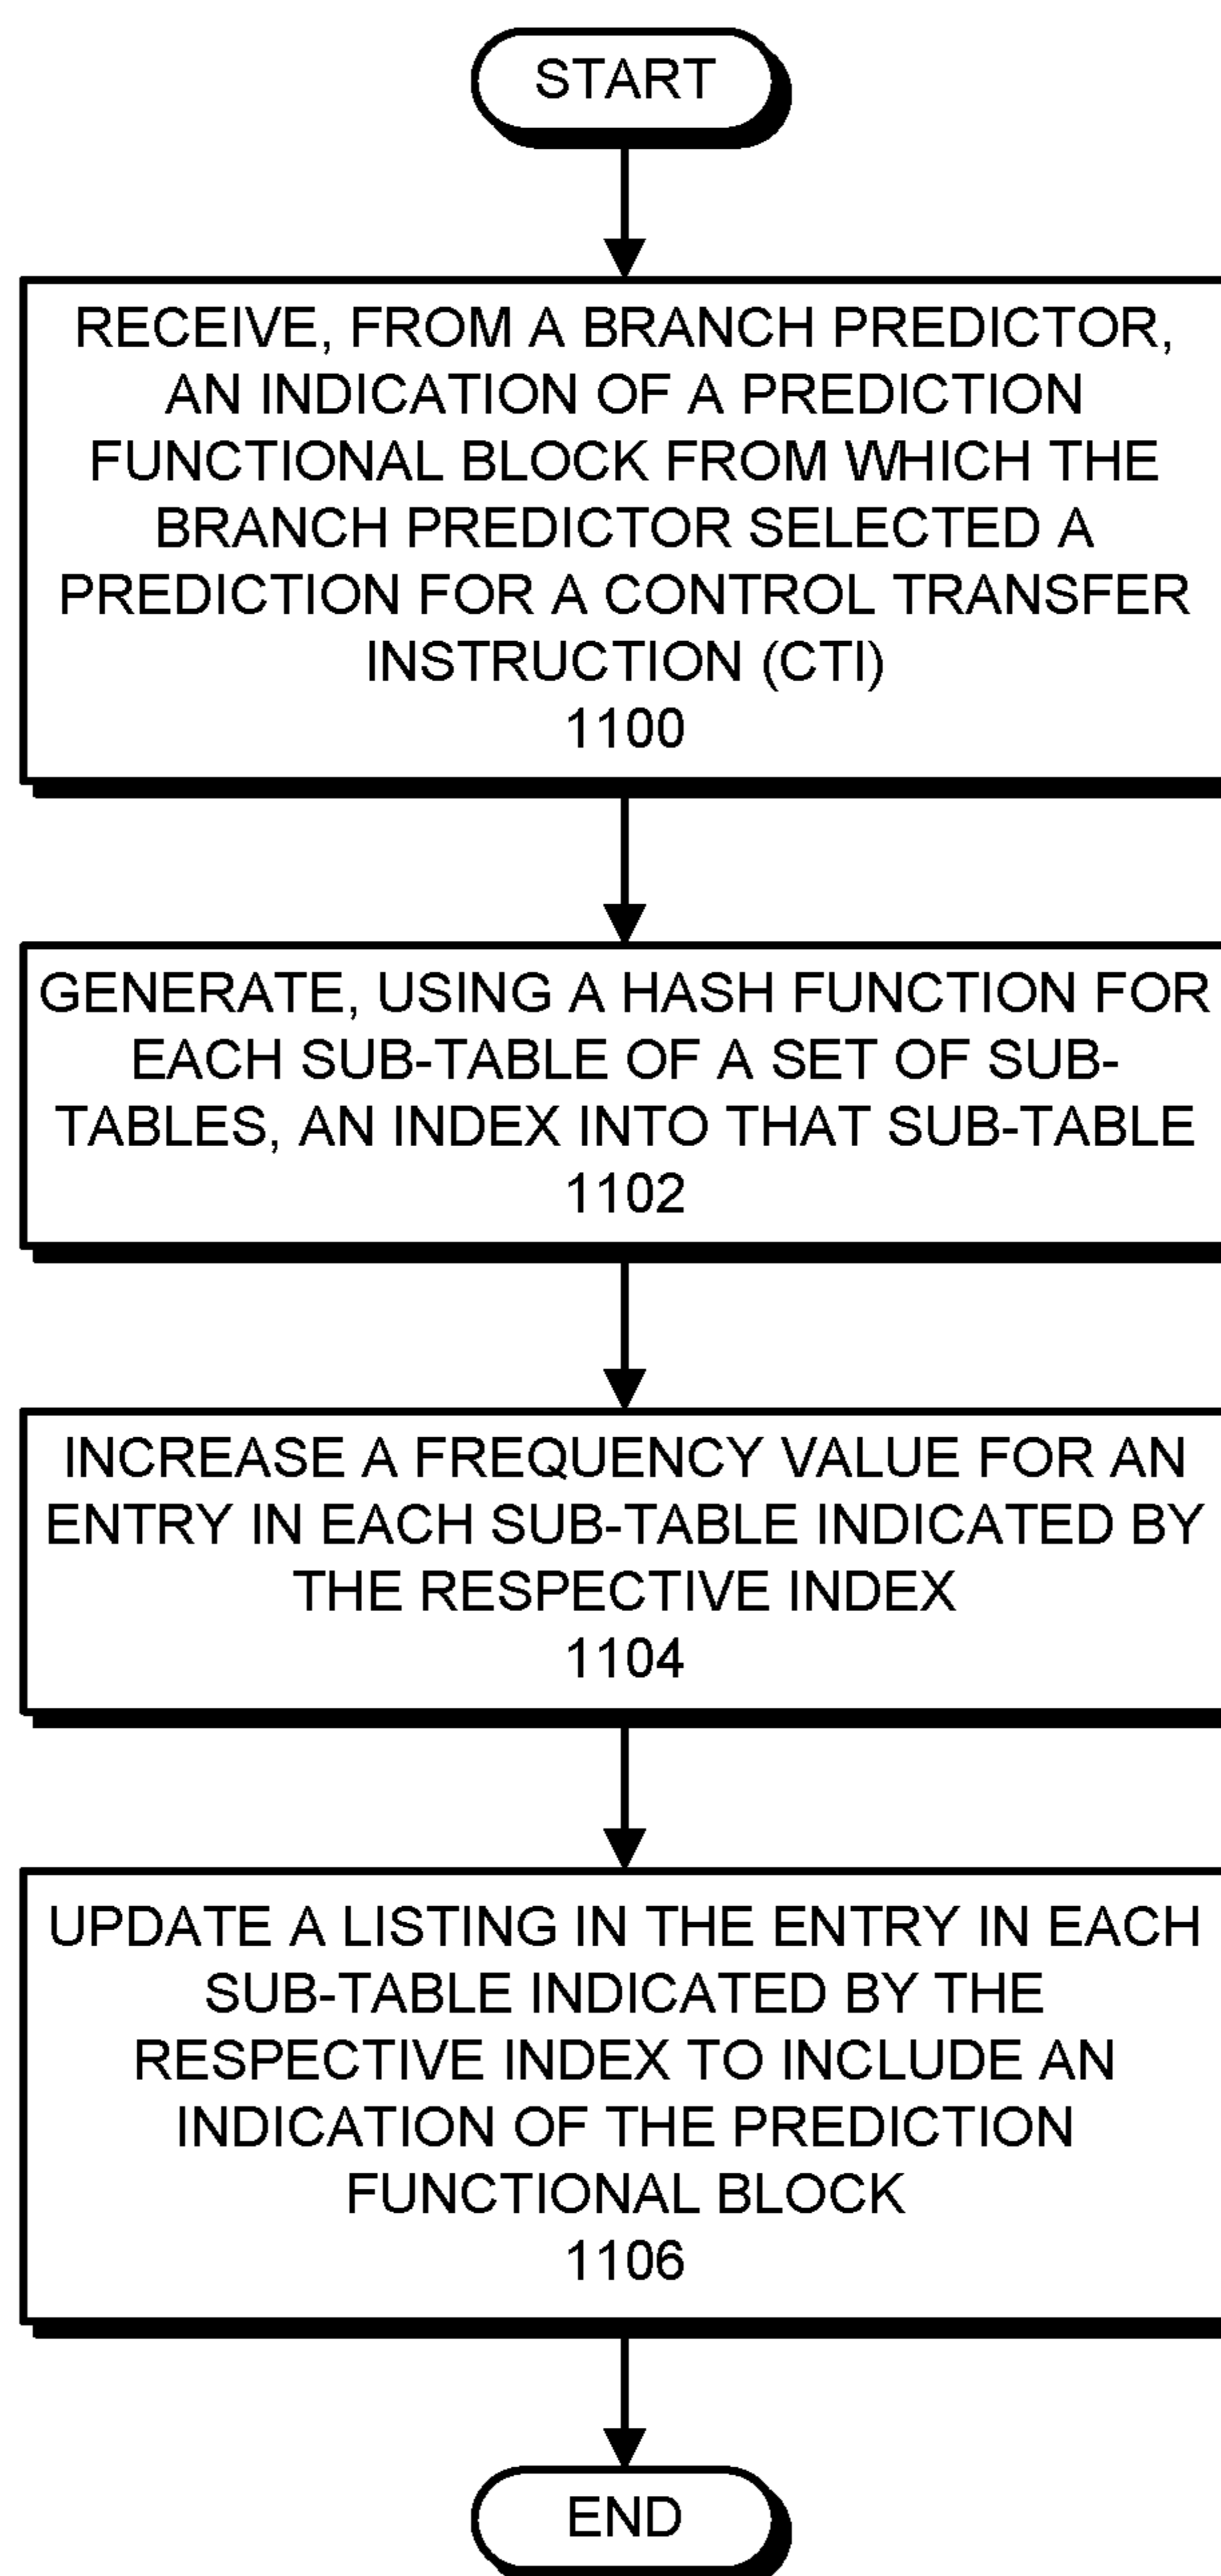 START
RECEIVE, FROM A BRANCH PREDICTOR,
AN INDICATION OF A PREDICTION
FUNCTIONAL BLOCK FROM WHICH THE
BRANCH PREDICTOR SELECTED A
PREDICTION FOR A CONTROL TRANSFER
INSTRUCTION (CTI)
1100
GENERATE, USING A HASH FUNCTION FOR
EACH SUB-TABLE OF A SET OF SUB-
TABLES, AN INDEX INTO THAT SUB-TABLE
1102
INCREASE A FREQUENCY VALUE FOR AN
ENTRY IN EACH SUB-TABLE INDICATED BY
THE RESPECTIVE INDEX
1104
UPDATE A LISTING IN THE ENTRY IN EACH
SUB-TABLE INDICATED BY THE
RESPECTIVE INDEX TO INCLUDE AN
INDICATION OF THE PREDICTION
FUNCTIONAL BLOCK
1106
END